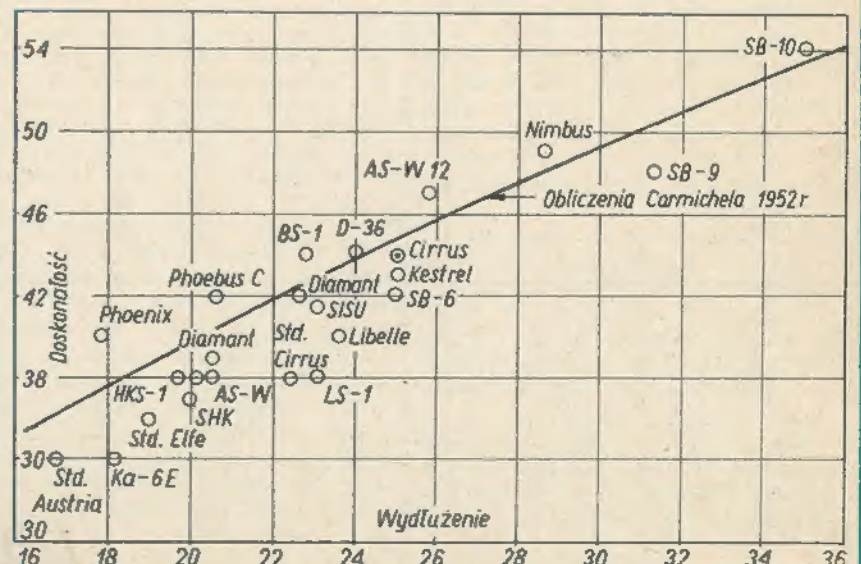 54
SB-10
50
Nimbus
AS-W 12
SB-9
Obliczenia Carmichela 1952r
46
BS-1
D-36
Cirrus
Kestrel
SB-6
Phoebus C
Diamant
SISU
42
Doskonałość
Phoenix
Diamant
Std.
Cirrus
Libelle
38
HKS-1
AS-W
LS-1
SHK
Std. Elfe
30
Std.
Austria
Ka-6E
Wydłużenie
30
16 18 20 22 24 26 28 30 32 34 36